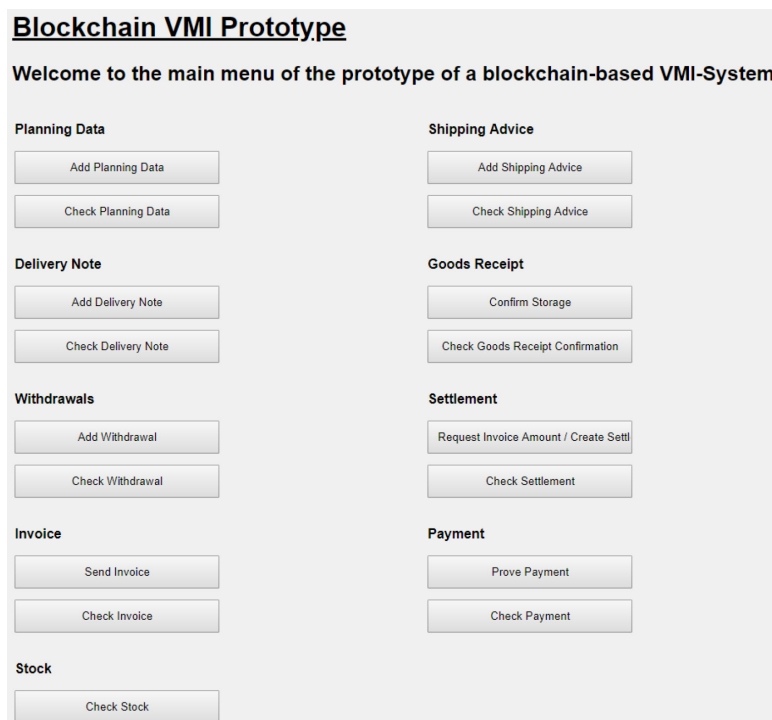 Blockchain VMI Prototype
Welcome to the main menu of the prototype of a blockchain-based VMI-System
Planning Data
Add Planning Data
Check Planning Data
Shipping Advice
Add Shipping Advice
Check Shipping Advice
Delivery Note
Add Delivery Note
Check Delivery Note
Goods Receipt
Confirm Storage
Check Goods Receipt Confirmation
Withdrawals
Add Withdrawal
Check Withdrawal
Settlement
Request Invoice Amount / Create Settl
Check Settlement
Invoice
Send Invoice
Check Invoice
Payment
Prove Payment
Check Payment
Stock
Check Stock